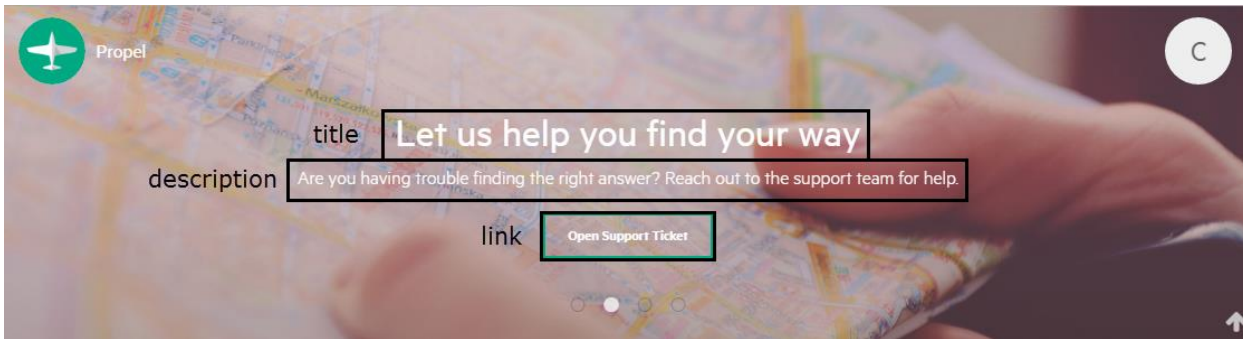 Propel
C
title Let us help you find your way
description Are you having trouble finding the right answer? Reach out to the support team for help.
link Open Support Ticket